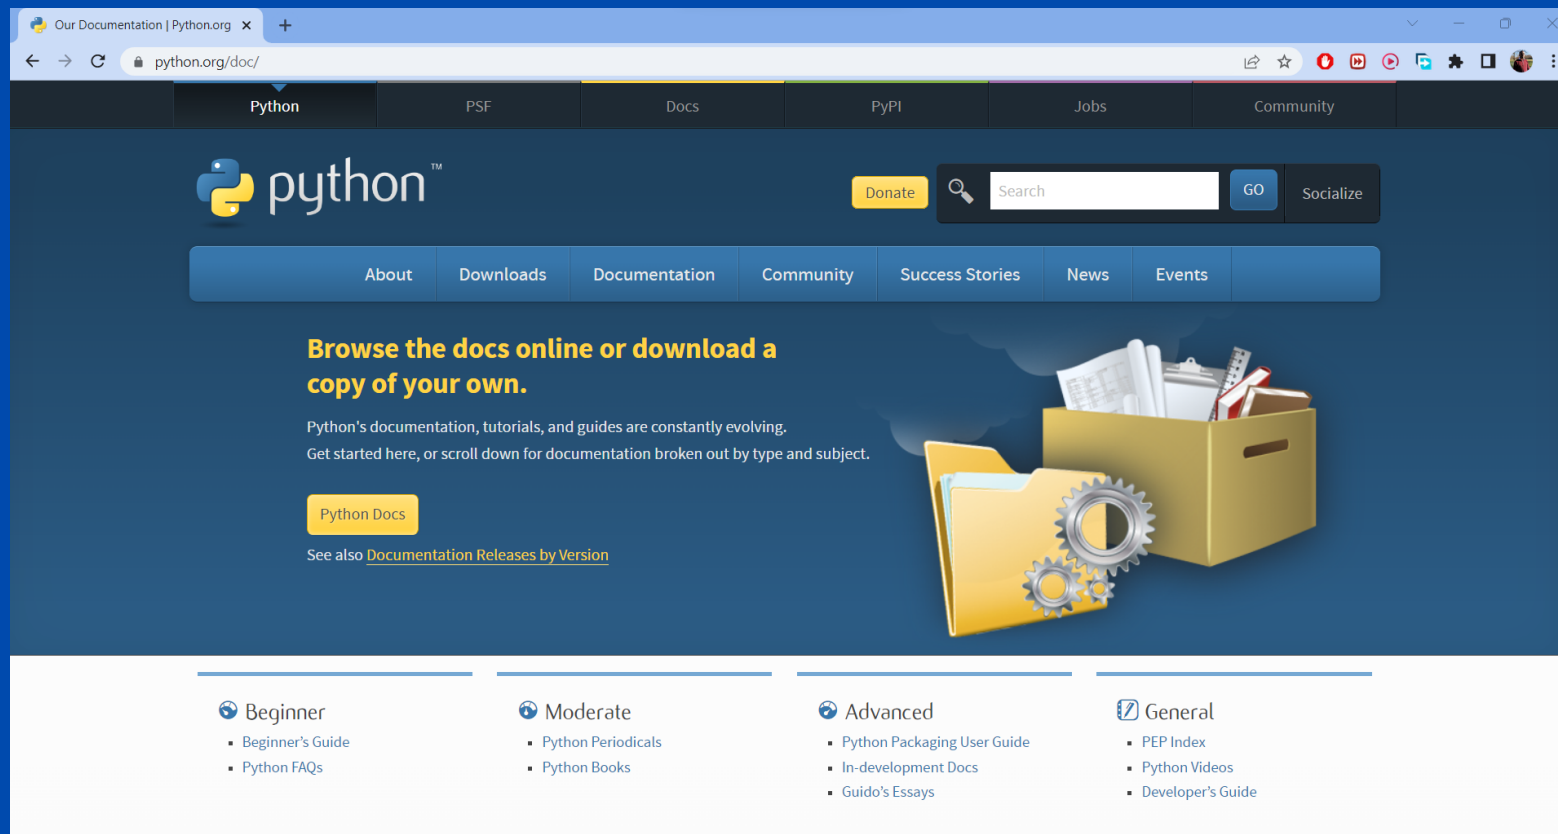 Our Documentation | Python.org
python.org/doc/
Python PSF Docs PyPI Jobs Community
python™
Donate Search GO Socialize
About Downloads Documentation Community Success Stories News Events
Browse the docs online or download a
copy of your own.
Python's documentation, tutorials, and guides are constantly evolving.
Get started here, or scroll down for documentation broken out by type and subject.
Python Docs
See also Documentation Releases by Version
Beginner
Beginner's Guide
Python FAQs
Moderate
Python Periodicals
Python Books
Advanced
Python Packaging User Guide
In-development Docs
Guido's Essays
General
PEP Index
Python Videos
Developer's Guide